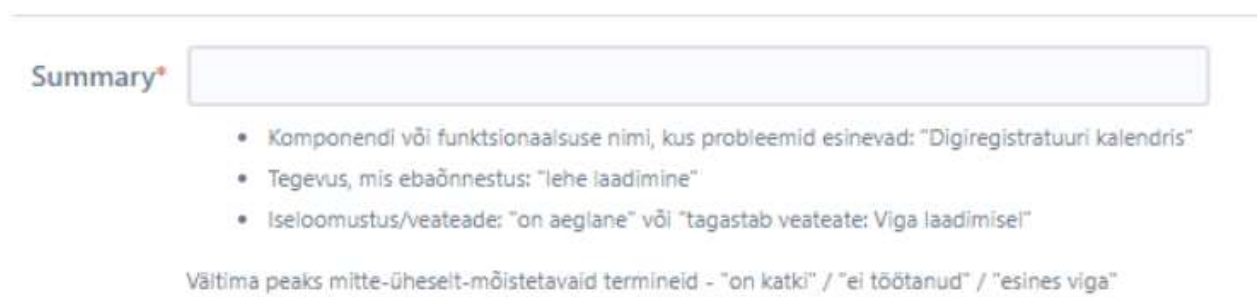 Summary*
• Komponendi või funktsionaalsuse nimi, kus probleemid esinevad: "Digiregistratuuri kalendris"
• Tegevus, mis ebaõnnestus: "lehe laadimine"
• Iseloomustus/veateade: "on aeglane" või "tagastab veateate: Viga laadimisel"
Vältima peaks mitte-üheselt-mõistetavaid termineid - "on katki" / "ei töötanud" / "esines viga"